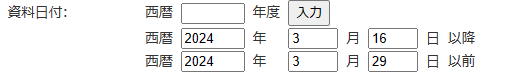 資料日付： 西暦 年度 入力
西暦 2024 年 3 月 16 日 以降
西暦 2024 年 3 月 29 日 以前